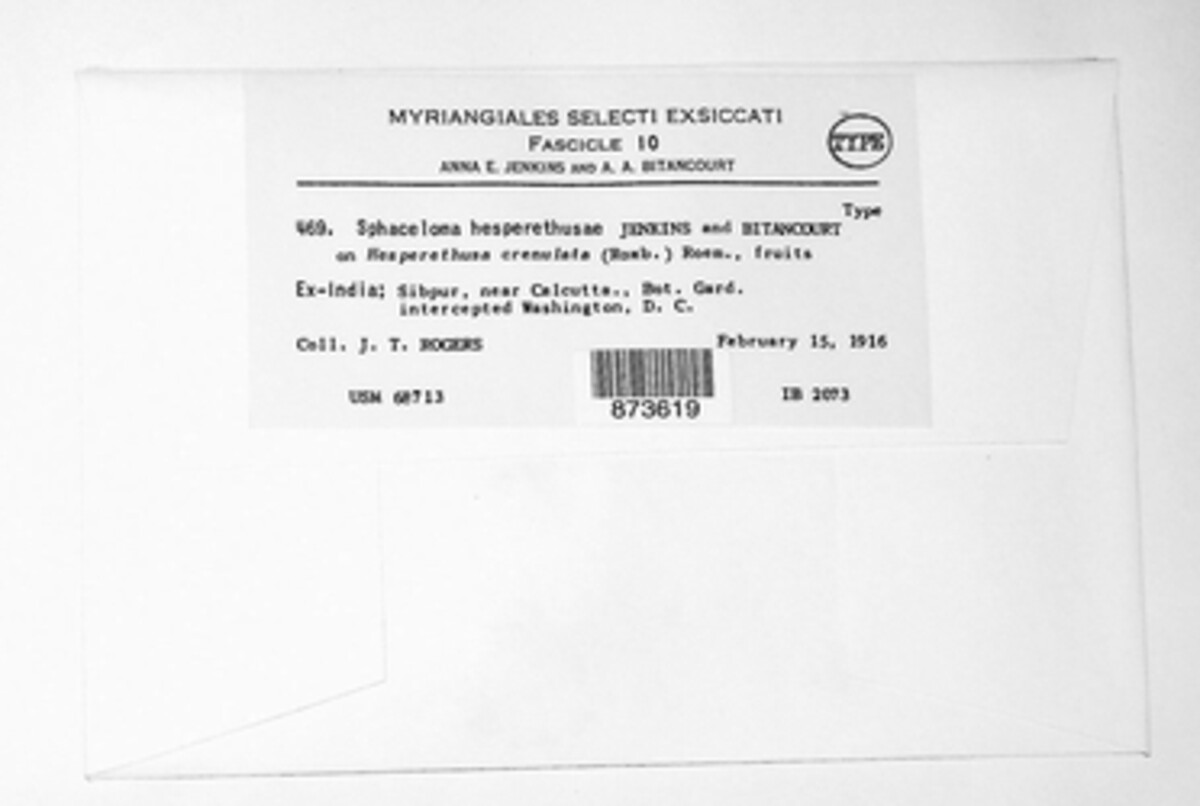 MYRIANGIALES SELECTI EXSICCATI
FASCICLE 10
TYPE
ANNA E. JENKINS AND A. A. BITANCOURT
Type
469. Sphaceloma hesperethusae JENKINS and BITANCOURT
on Hesperethusa crenulata (Roxb.) Roem., fruits
Ex-India; Sibpur, near Calcutta., Bot. Gard.
intercepted Washington, D. C.
Coll. J. T. ROGERS February 15, 1916
USM IB 2073
873619